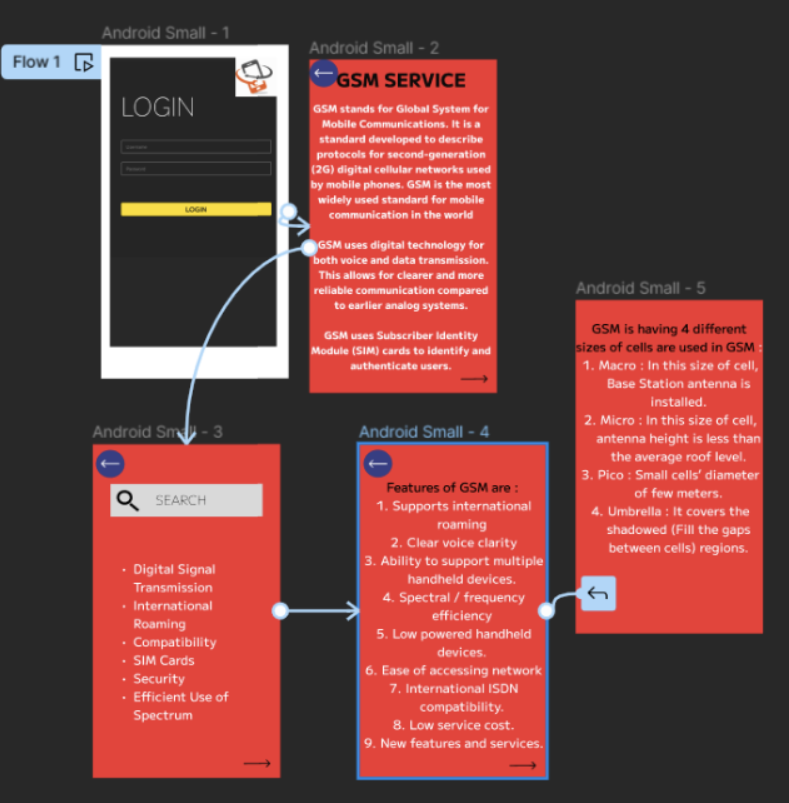 Android Small - 1
Flow 1
LOGIN
Username
Password
LOGIN
Android Small - 2
GSM SERVICE
GSM stands for Global System for
Mobile Communications. It is a
standard developed to describe
protocols for second-generation
(2G) digital cellular networks used
by mobile phones. GSM is the most
widely used standard for mobile
communication in the world
GSM uses digital technology for
both voice and data transmission.
This allows for clearer and more
reliable communication compared
to earlier analog systems.
GSM uses Subscriber Identity
Module (SIM) cards to identify and
authenticate users.
Android Small - 3
SEARCH
• Digital Signal
Transmission
• International
Roaming
• Compatibility
• SIM Cards
• Security
• Efficient Use of
Spectrum
Android Small - 4
Features of GSM are :
1. Supports international
roaming
2. Clear voice clarity
3. Ability to support multiple
handheld devices.
4. Spectral / frequency
efficiency
5. Low powered handheld
devices.
6. Ease of accessing network
7. International ISDN
compatibility.
8. Low service cost.
9. New features and services.
Android Small - 5
GSM is having 4 different
sizes of cells are used in GSM :
1. Macro : In this size of cell,
Base Station antenna is
installed.
2. Micro : In this size of cell,
antenna height is less than
the average roof level.
3. Pico : Small cells’ diameter
of few meters.
4. Umbrella : It covers the
shadowed (Fill the gaps
between cells) regions.